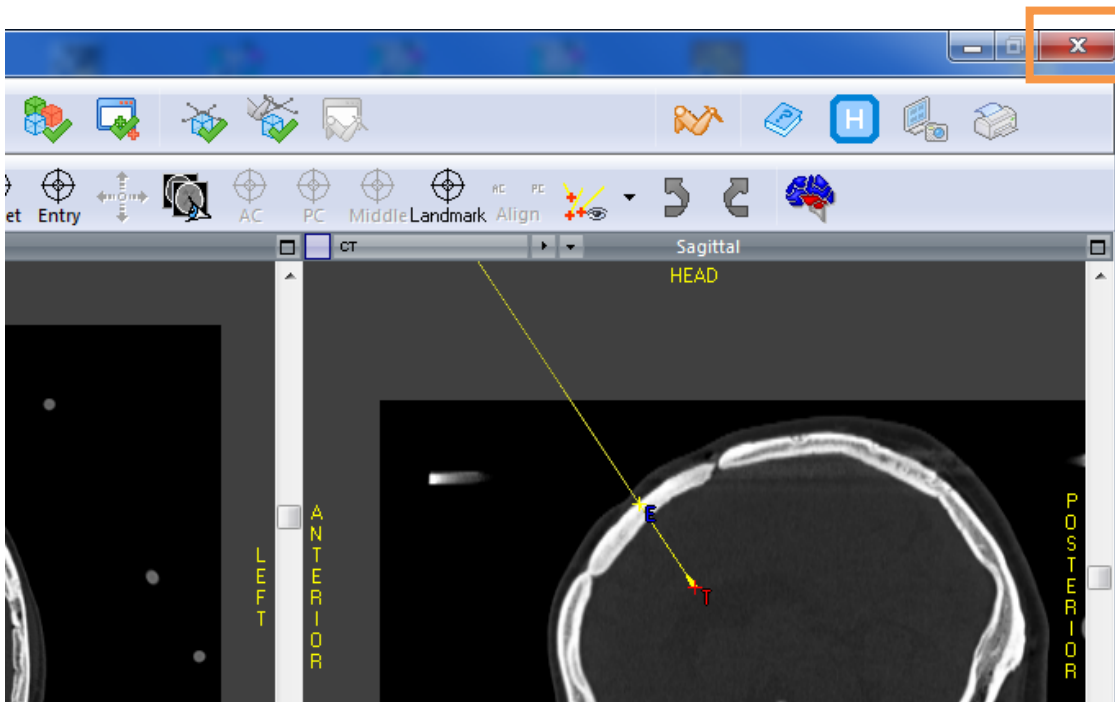 H
et Entry AC PC Middle Landmark AC PC Align
CT Sagittal
HEAD
LEFT
ANTERIOR
E
T
POSTERIOR